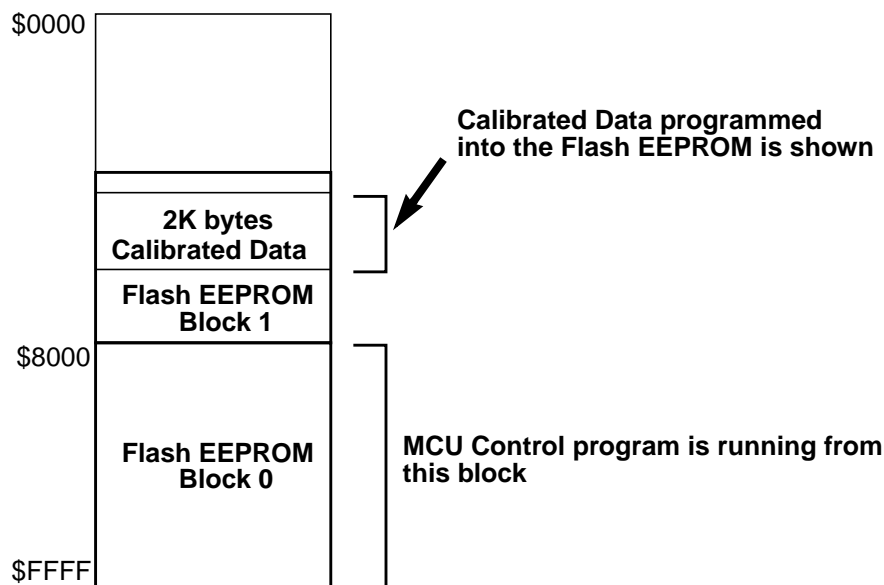 $0000
Calibrated Data programmed
into the Flash EEPROM is shown
2K bytes
Calibrated Data
Flash EEPROM
Block 1
$8000
Flash EEPROM
Block 0
MCU Control program is running from
this block
$FFFF